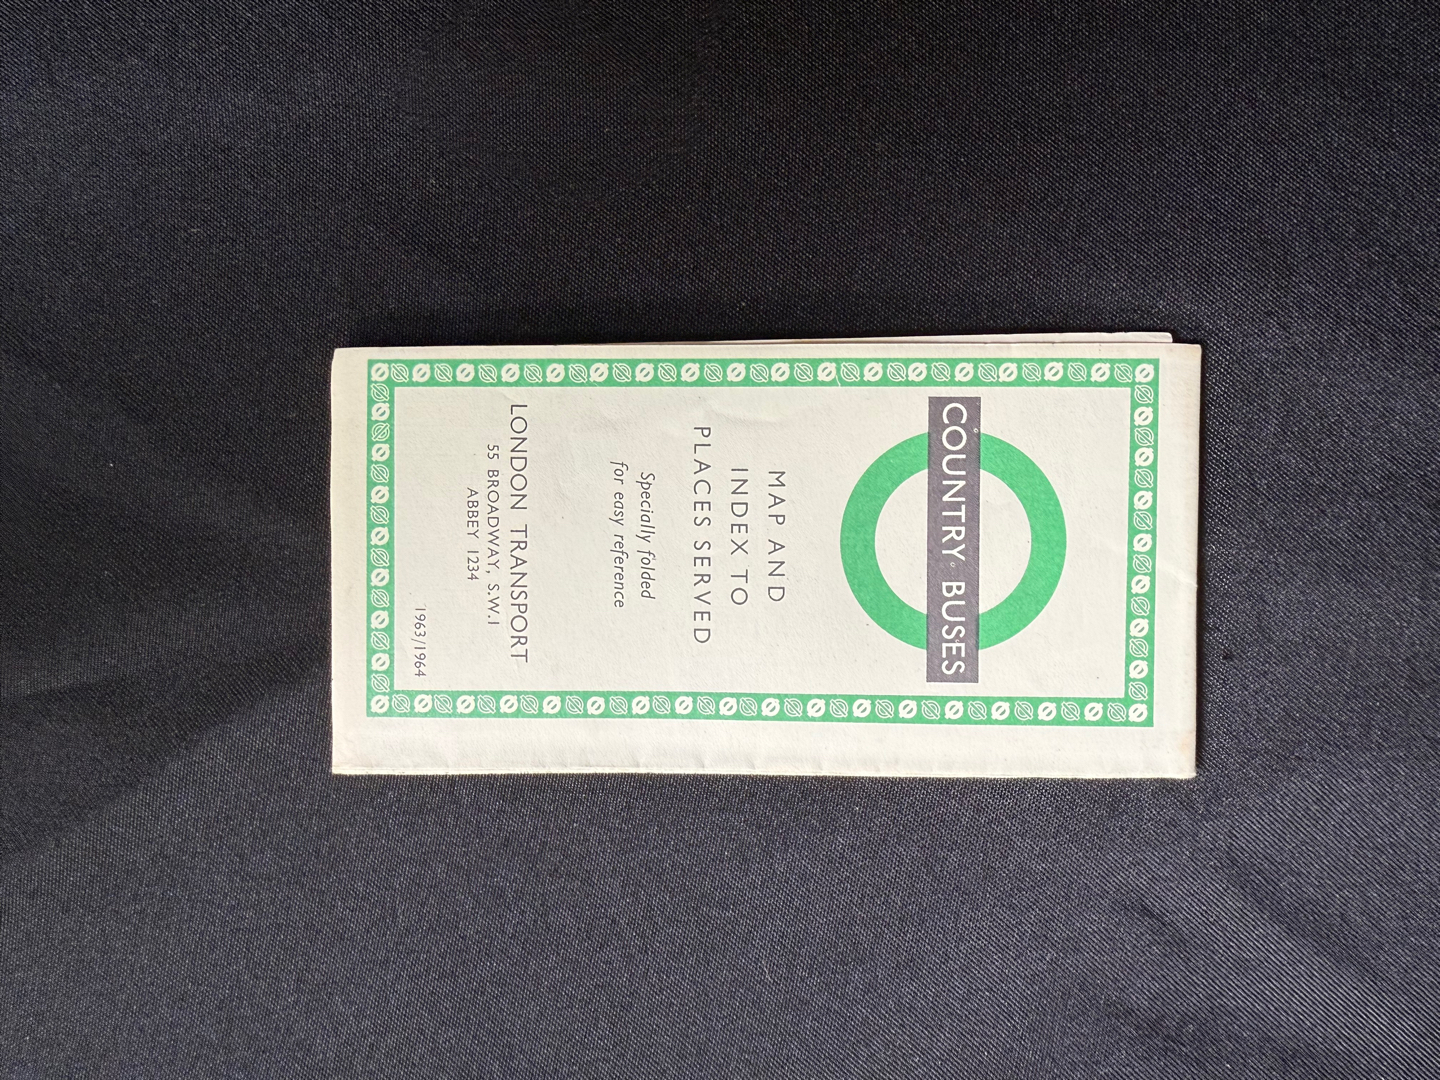 COUNTRY BUSES
MAP AND
INDEX TO
PLACES SERVED
Specially folded
for easy reference
LONDON TRANSPORT
55 BROADWAY, S.W.1
ABBEY 1234
1963/1964